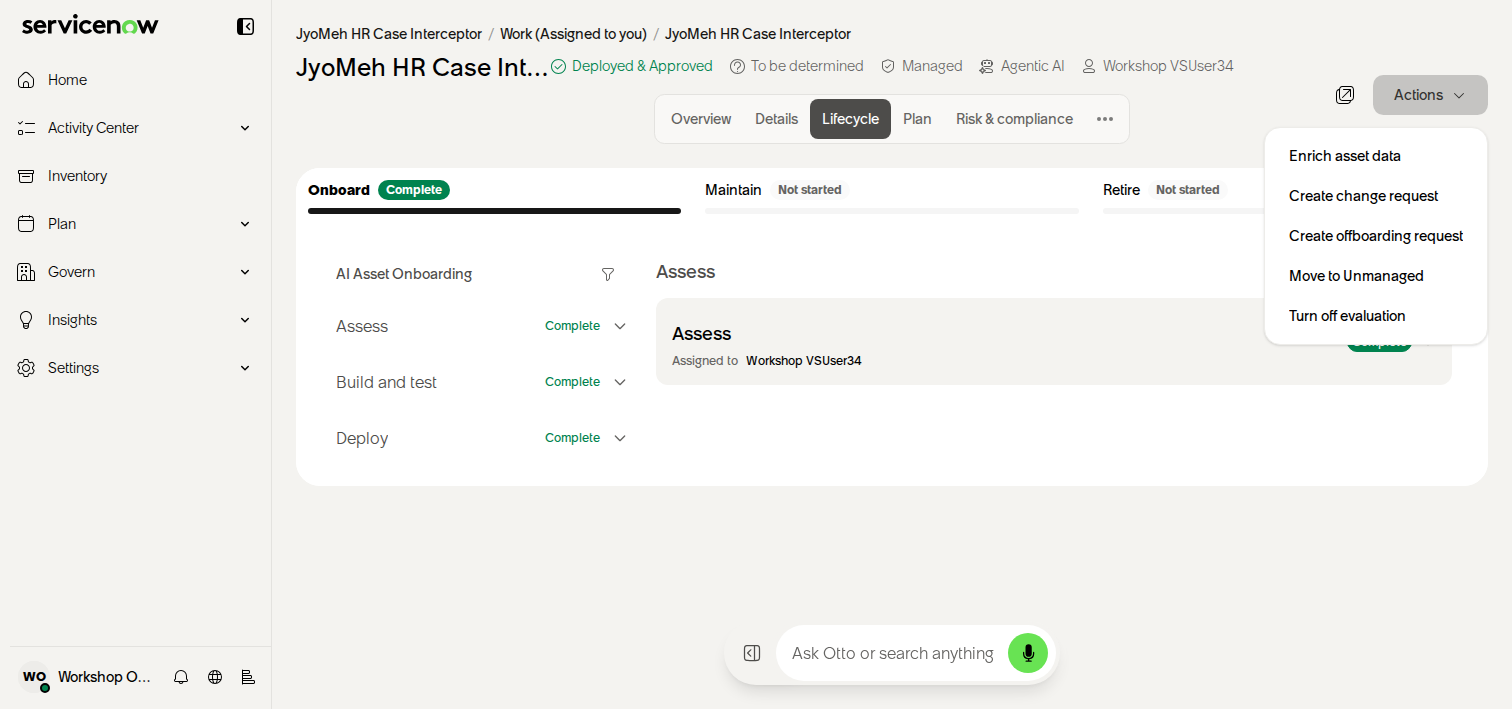 servicenow
Home
Activity Center
Inventory
Plan
Govern
Insights
Settings
WO Workshop O...
JyoMeh HR Case Interceptor / Work (Assigned to you) / JyoMeh HR Case Interceptor
JyoMeh HR Case Int... Deployed & Approved To be determined Managed Agentic AI Workshop VSUser34
Actions
Overview Details Lifecycle Plan Risk & compliance
Enrich asset data
Create change request
Create offboarding request
Move to Unmanaged
Turn off evaluation
Onboard Complete Maintain Not started Retire Not started
AI Asset Onboarding
Assess Complete
Build and test Complete
Deploy Complete
Assess
Assess
Assigned to Workshop VSUser34
Ask Otto or search anything